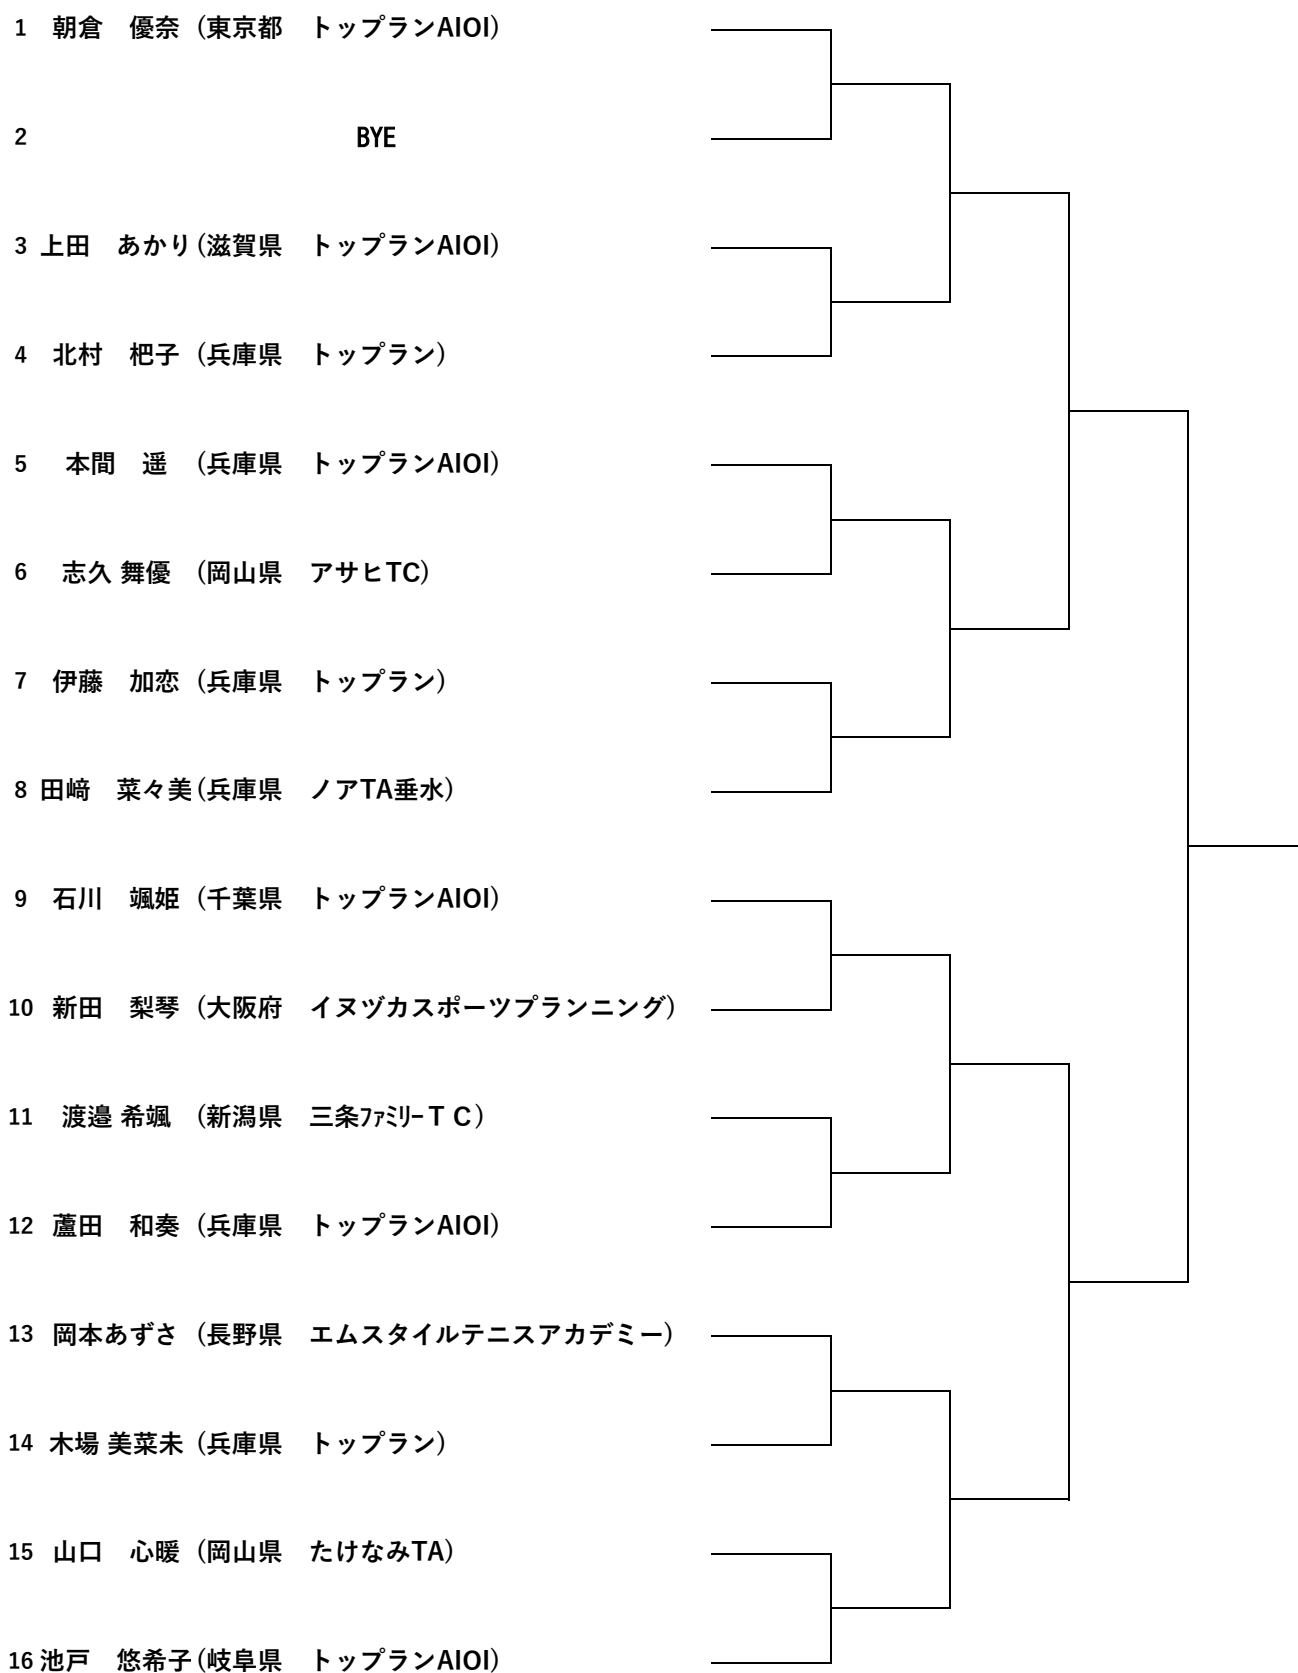 1 朝倉　優奈 (東京都　トップランAIOI)
2 BYE
3 上田　あかり (滋賀県　トップランAIOI)
4 北村　杷子 (兵庫県　トップラン)
5 本間　遥 (兵庫県　トップランAIOI)
6 志久 舞優 (岡山県　アサヒTC)
7 伊藤　加恋 (兵庫県　トップラン)
8 田﨑　菜々美 (兵庫県　ノアTA垂水)
9 石川　颯姫 (千葉県　トップランAIOI)
10 新田　梨琴 (大阪府　イヌヅカスポーツプランニング)
11 渡邉 希颯 (新潟県　三条ﾌｧﾐﾘｰＴＣ)
12 蘆田　和奏 (兵庫県　トップランAIOI)
13 岡本あずさ (長野県　エムスタイルテニスアカデミー)
14 木場 美菜未 (兵庫県　トップラン)
15 山口　心暖 (岡山県　たけなみTA)
16 池戸　悠希子 (岐阜県　トップランAIOI)